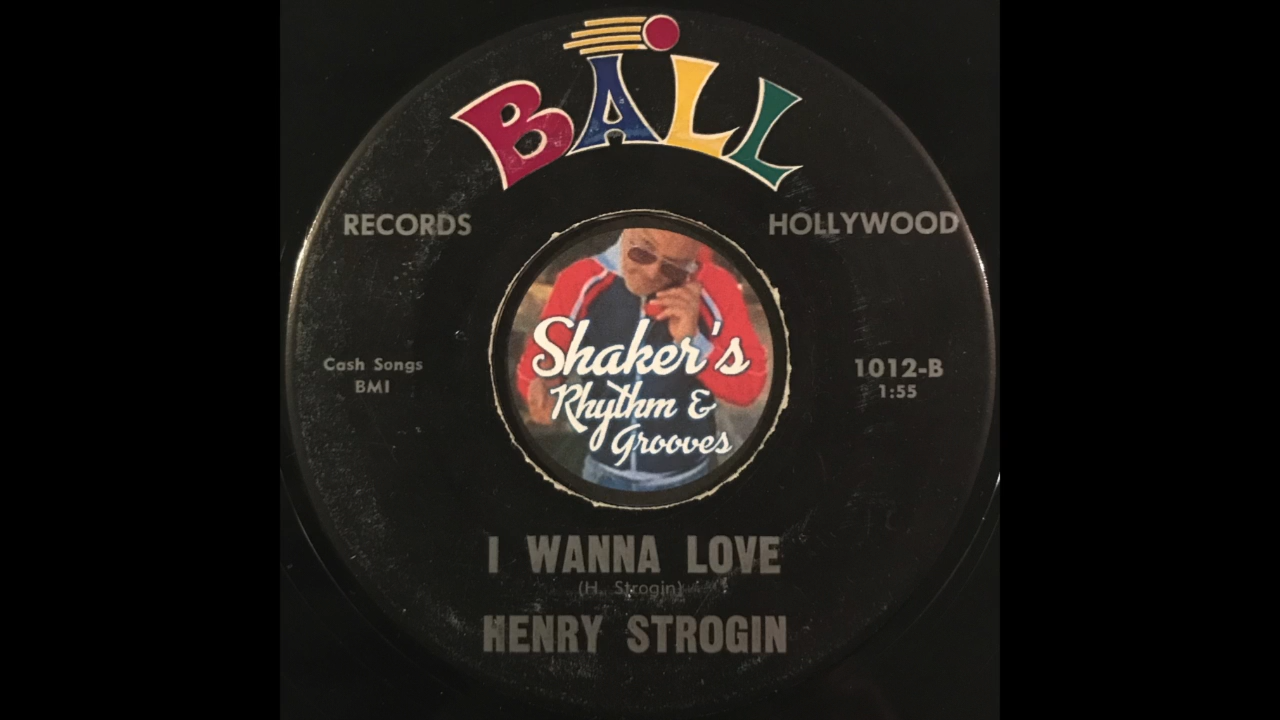 BALL
RECORDS
HOLLYWOOD
Shaker's
Rhythm &
Grooves
Cash Songs
BMI
1012-B
1:55
I WANNA LOVE
(H. Strogin)
HENRY STROGIN